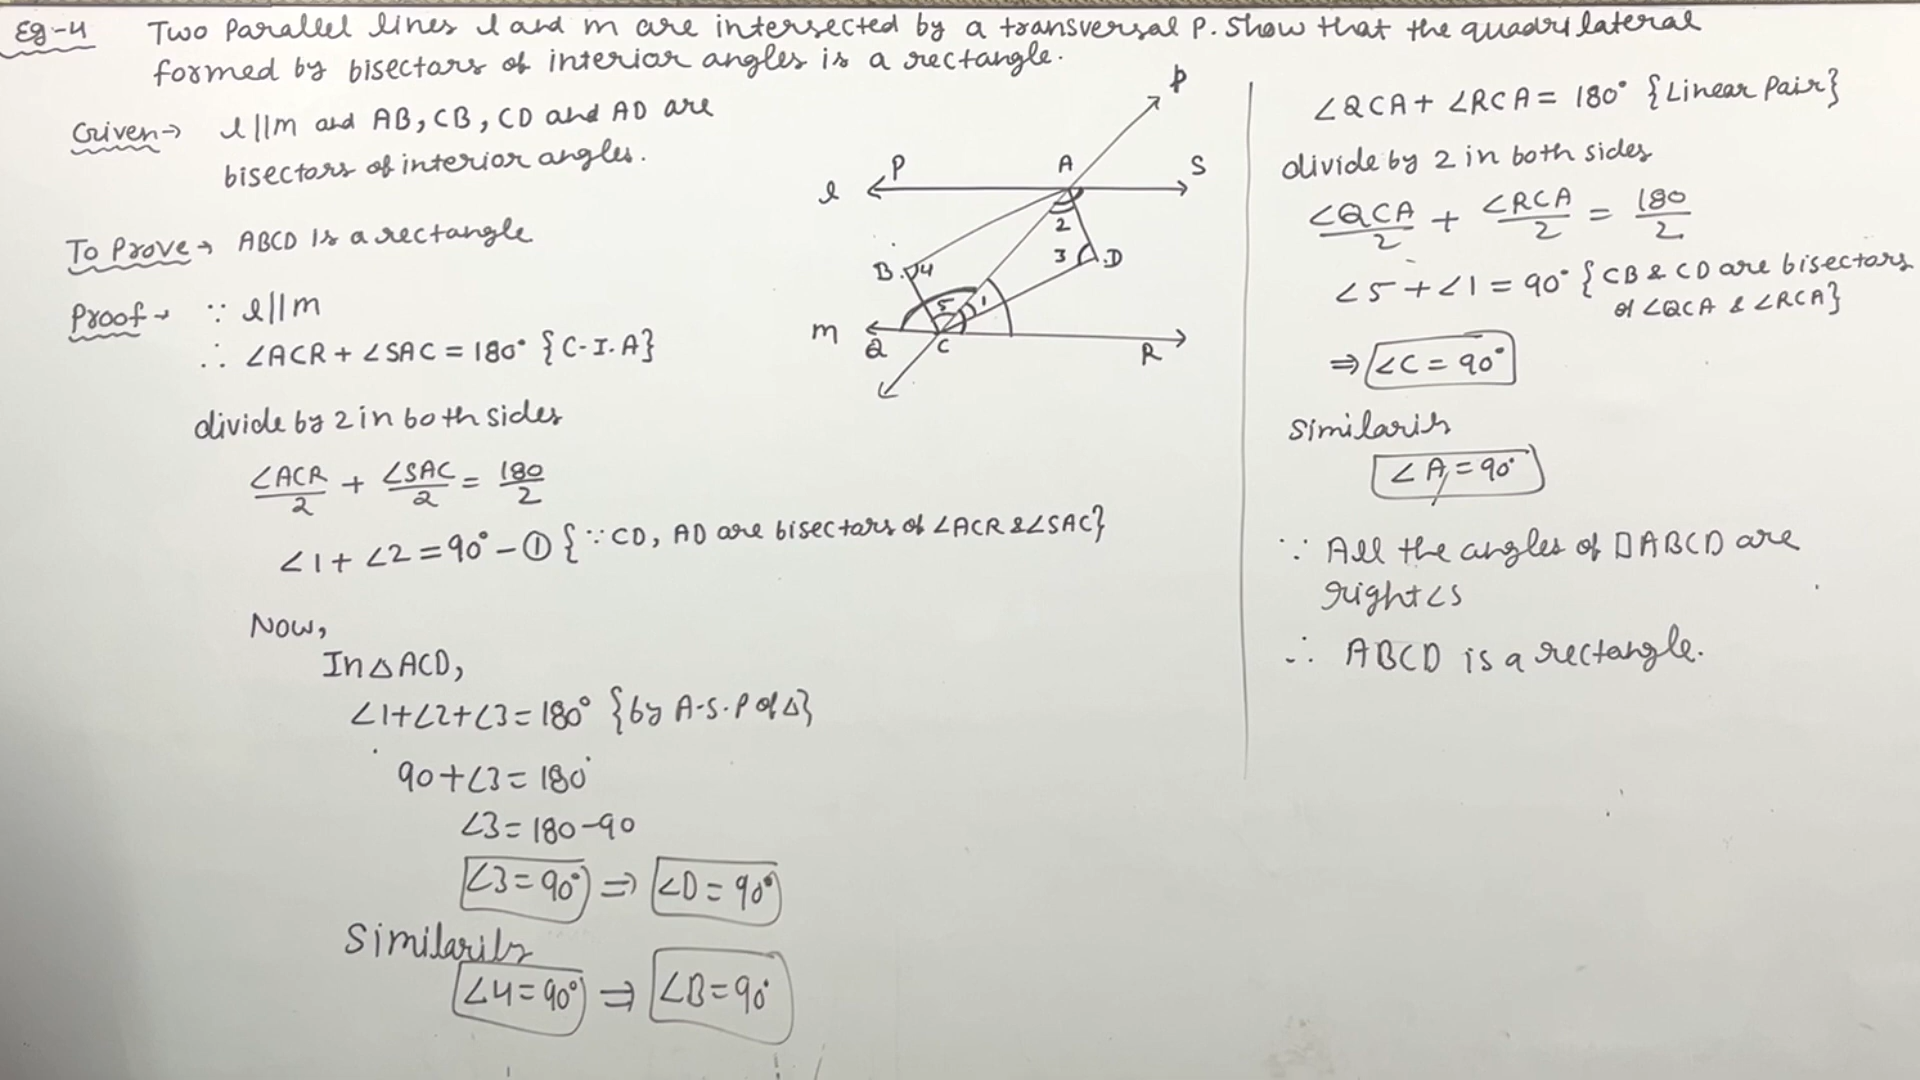 Eg-4 Two Parallel lines l and m are intersected by a transversal P. Show that the quadrilateral
formed by bisectors of interior angles is a rectangle.
Given→ l||m and AB, CB, CD and AD are
bisectors of interior angles.
To Prove→ ABCD is a rectangle
Proof→ ∵ l||m
∴ ∠ACR + ∠SAC = 180° {C.I.A}
divide by 2 in both sides
∠ACR/2 + ∠SAC/2 = 180/2
∠1 + ∠2 = 90° - ① {∵ CD, AD are bisectors of ∠ACR & ∠SAC}
Now,
In △ ACD,
∠1+∠2+∠3 = 180° {by A.S.P of △}
90+∠3 = 180°
∠3 = 180-90
∠3 = 90° ⇒ ∠D = 90°
Similarily
∠4 = 90° ⇒ ∠B = 90°
p
l P A S
2
B 4 3 D
5 1
m Q C R
∠QCA + ∠RCA = 180° {Linear Pair}
divide by 2 in both sides
∠QCA/2 + ∠RCA/2 = 180/2
∠5 + ∠1 = 90° {CB & CD are bisectors
of ∠QCA & ∠RCA}
⇒ ∠C = 90°
Similarily
∠A = 90°
∵ All the angles of □ABCD are
right ∠s
∴ ABCD is a rectangle.